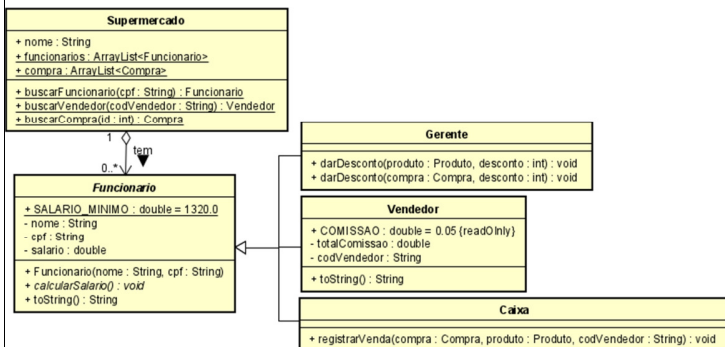 Supermercado
+ nome : String
+ funcionarios : ArrayList<Funcionario>
+ compra : ArrayList<Compra>
+ buscarFuncionario(cpf : String) : Funcionario
+ buscarVendedor(codVendedor : String) : Vendedor
+ buscarCompra(id : int) : Compra
1
tem
0..*
Funcionario
+ SALARIO_MINIMO : double = 1320.0
- nome : String
- cpf : String
- salario : double
+ Funcionario(nome : String, cpf : String)
+ calcularSalario() : void
+ toString() : String
Gerente
+ darDesconto(produto : Produto, desconto : int) : void
+ darDesconto(compra : Compra, desconto : int) : void
Vendedor
+ COMISSAO : double = 0.05 {readOlnly}
- totalComissao : double
- codVendedor : String
+ toString() : String
Caixa
+ registrarVenda(compra : Compra, produto : Produto, codVendedor : String) : void